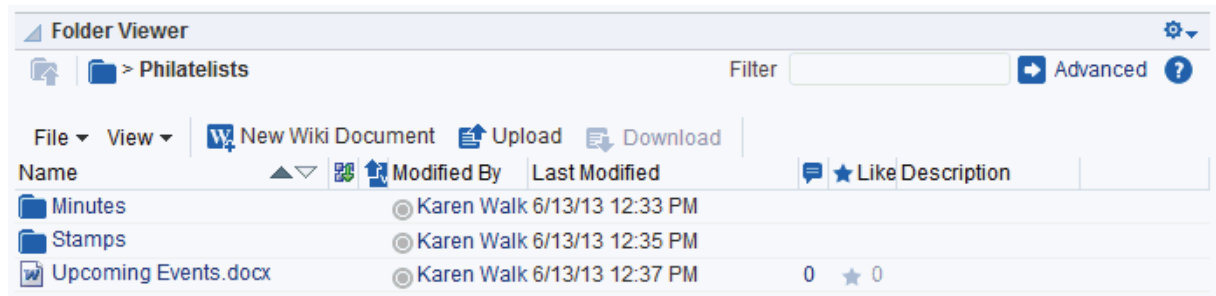 Folder Viewer
> Philatelists Filter Advanced ?
File View New Wiki Document Upload Download
Name Modified By Last Modified Like Description
Minutes Karen Walk 6/13/13 12:33 PM
Stamps Karen Walk 6/13/13 12:35 PM
Upcoming Events.docx Karen Walk 6/13/13 12:37 PM 0 0